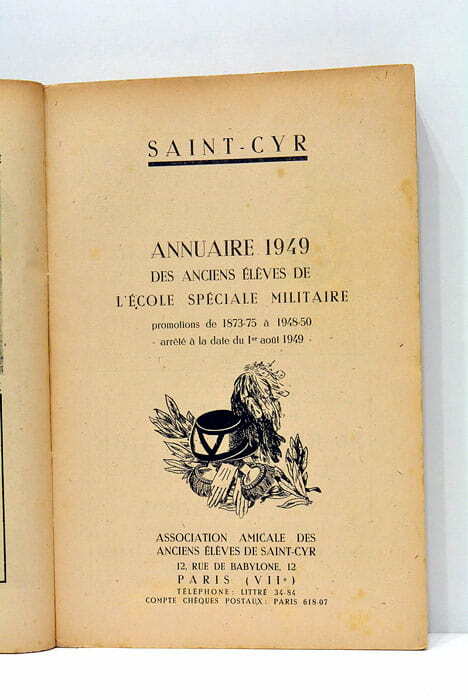 SAINT-CYR
ANNUAIRE 1949
DES ANCIENS ÉLÈVES DE
L'ÉCOLE SPÉCIALE MILITAIRE
promotions de 1873-75 à 1948-50
- arrêté à la date du 1er août 1949 -
ASSOCIATION AMICALE DES
ANCIENS ÉLÈVES DE SAINT-CYR
12, RUE DE BABYLONE, 12
PARIS (VIIe)
TÉLÉPHONE : LITTRÉ 34-84
COMPTE CHÈQUES POSTAUX : PARIS 618-07